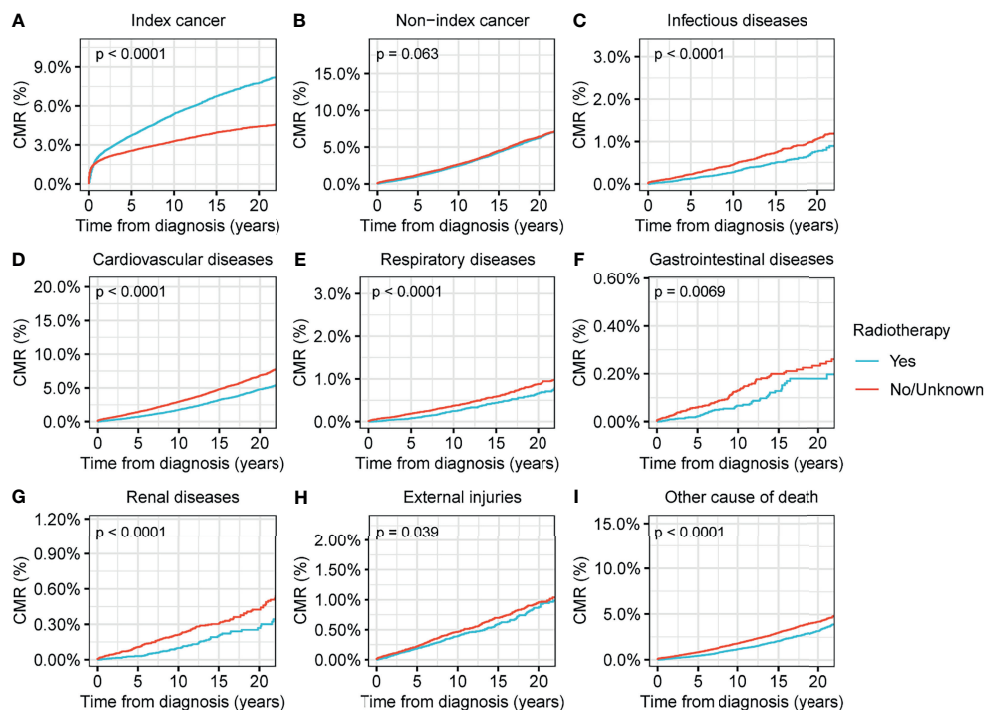 A Index cancer
p < 0.0001
CMR (%)
9.0%
6.0%
3.0%
0.0%
0 5 10 15 20
Time from diagnosis (years)
B Non−index cancer
p = 0.063
CMR (%)
15.0%
10.0%
5.0%
0.0%
0 5 10 15 20
Time from diagnosis (years)
C Infectious diseases
p < 0.0001
CMR (%)
3.0%
2.0%
1.0%
0.0%
0 5 10 15 20
Time from diagnosis (years)
D Cardiovascular diseases
p < 0.0001
CMR (%)
20.0%
15.0%
10.0%
5.0%
0.0%
0 5 10 15 20
Time from diagnosis (years)
E Respiratory diseases
p < 0.0001
CMR (%)
3.0%
2.0%
1.0%
0.0%
0 5 10 15 20
Time from diagnosis (years)
F Gastrointestinal diseases
p = 0.0069
CMR (%)
0.60%
0.40%
0.20%
0.00%
0 5 10 15 20
Time from diagnosis (years)
Radiotherapy
Yes
No/Unknown
G Renal diseases
p < 0.0001
CMR (%)
1.20%
0.90%
0.60%
0.30%
0.00%
0 5 10 15 20
Time from diagnosis (years)
H External injuries
p = 0.039
CMR (%)
2.00%
1.50%
1.00%
0.50%
0.00%
0 5 10 15 20
Time from diagnosis (years)
I Other cause of death
p < 0.0001
CMR (%)
15.0%
10.0%
5.0%
0.0%
0 5 10 15 20
Time from diagnosis (years)